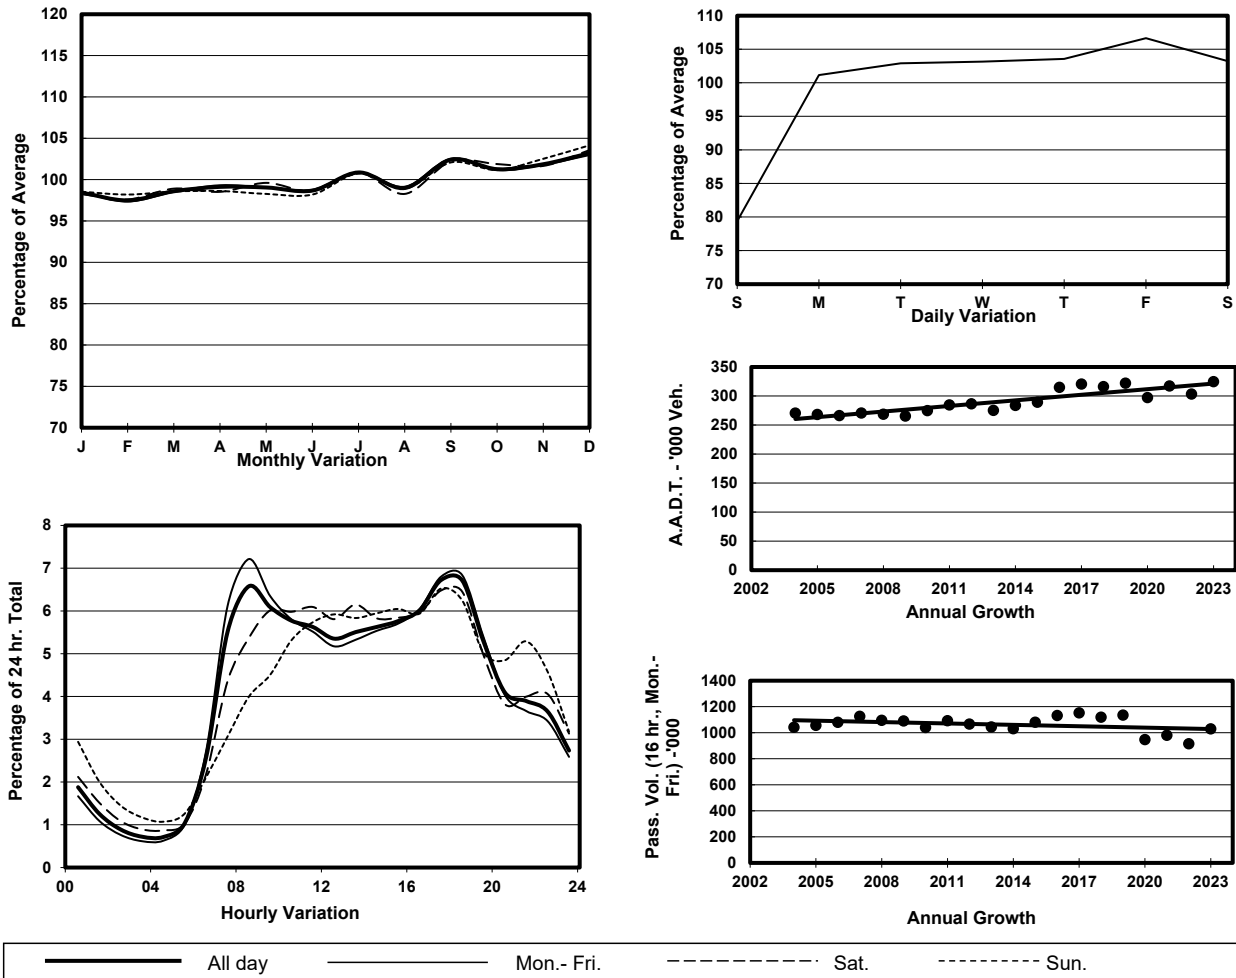 120
115
110
105
100
95
90
85
80
75
70
Percentage of Average
J F M A M J J A S O N D
Monthly Variation
110
105
100
95
90
85
80
75
70
Percentage of Average
S M T W T F S
Daily Variation
350
300
250
200
150
100
50
0
A.A.D.T. - '000 Veh.
2002 2005 2008 2011 2014 2017 2020 2023
Annual Growth
8
7
6
5
4
3
2
1
0
Percentage of 24 hr. Total
00 04 08 12 16 20 24
Hourly Variation
1400
1200
1000
800
600
400
200
0
Pass. Vol. (16 hr., Mon.-
Fri.) -'000
2002 2005 2008 2011 2014 2017 2020 2023
Annual Growth
All day Mon.- Fri. Sat. Sun.